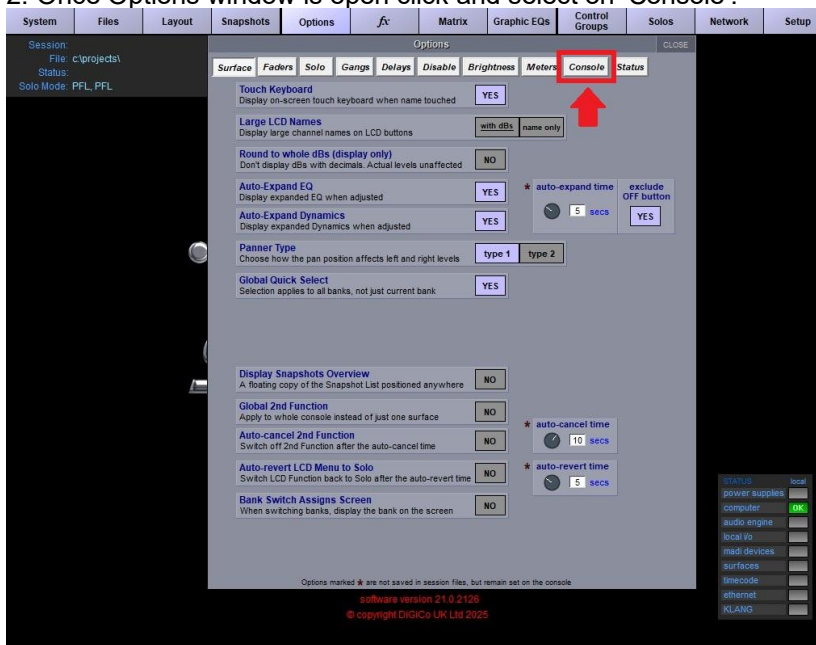 2. Once Options window is open click and select on 'Console'.
System Files Layout Snapshots Options fx Matrix Graphic EQs Control Groups Solos Network Setup
Session:
File: c:\projects\
Status:
Solo Mode: PFL, PFL
Options CLOSE
Surface Faders Solo Gangs Delays Disable Brightness Meters Console Status
Touch Keyboard
Display on-screen touch keyboard when name touched YES
Large LCD Names
Display large channel names on LCD buttons with dBs name only
Round to whole dBs (display only)
Don't display dBs with decimals. Actual levels unaffected NO
Auto-Expand EQ
Display expanded EQ when adjusted YES
* auto-expand time
5 secs
exclude
OFF button
YES
Auto-Expand Dynamics
Display expanded Dynamics when adjusted YES
Panner Type
Choose how the pan position affects left and right levels type 1 type 2
Global Quick Select
Selection applies to all banks, not just current bank YES
Display Snapshots Overview
A floating copy of the Snapshot List positioned anywhere NO
Global 2nd Function
Apply to whole console instead of just one surface NO
Auto-cancel 2nd Function
Switch off 2nd Function after the auto-cancel time NO
* auto-cancel time
10 secs
Auto-revert LCD Menu to Solo
Switch LCD Function back to Solo after the auto-revert time NO
* auto-revert time
5 secs
Bank Switch Assigns Screen
When switching banks, display the bank on the screen NO
Options marked * are not saved in session files, but remain set on the console
software version 21.0.2126
© copyright DiGiCo UK Ltd 2025
STATUS local
power supplies
computer OK
audio engine
local i/o
madi devices
surfaces
timecode
ethernet
KLANG